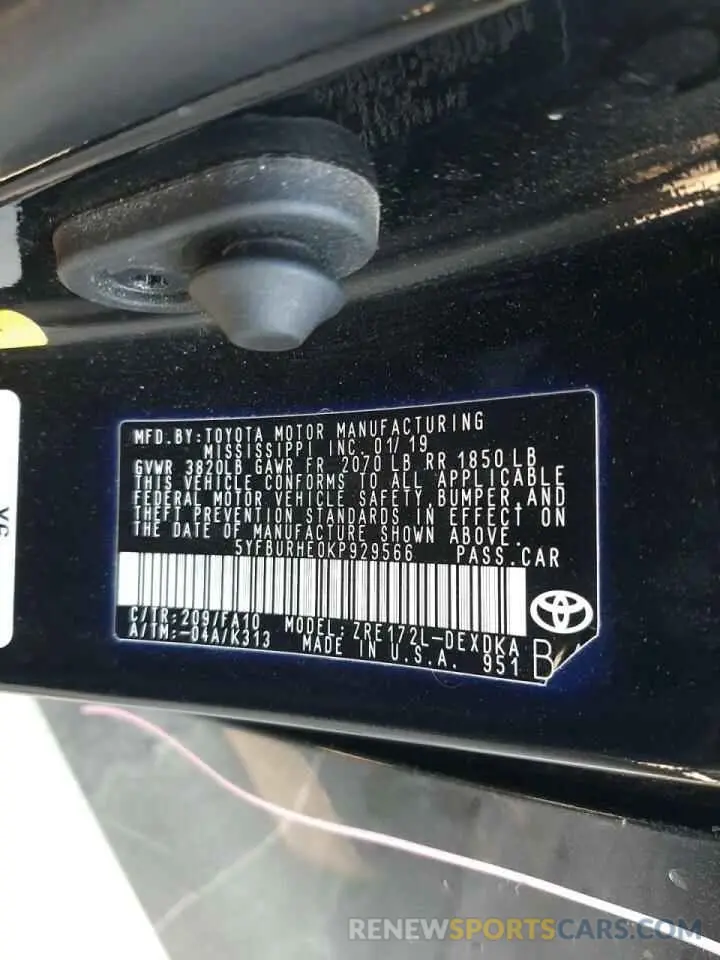 MFD.BY:TOYOTA MOTOR MANUFACTURING
MISSISSIPPI INC 01/19
GVWR 3820LB GAWR FR 2070 LB RR 1850 LB
THIS VEHICLE CONFORMS TO ALL APPLICABLE
FEDERAL MOTOR VEHICLE SAFETY,BUMPER,AND
THEFT PREVENTION STANDARDS IN EFFECT ON
THE DATE OF MANUFACTURE SHOWN ABOVE.
5YFBURHE0KP929566 PASS.CAR
C/TR:209/FA10 MODEL:ZRE172L-DEXDKA
A/TM:-04A/K313 MADE IN U.S.A. 951 B
RENEWSPORTSCARS.COM